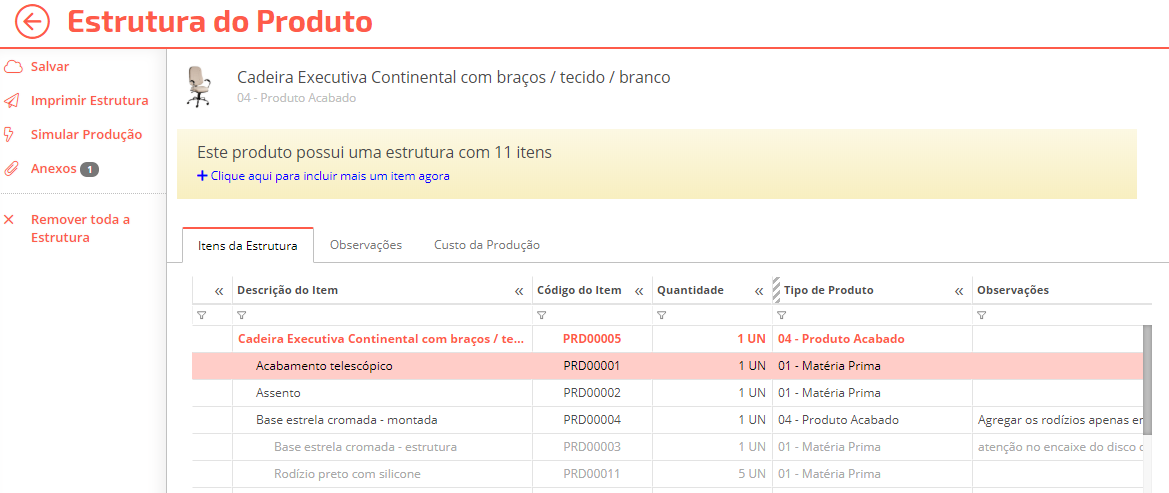 Estrutura do Produto
Salvar
Imprimir Estrutura
Simular Produção
Anexos 1
Remover toda a
Estrutura
Cadeira Executiva Continental com braços / tecido / branco
04 - Produto Acabado
Este produto possui uma estrutura com 11 itens
+ Clique aqui para incluir mais um item agora
Itens da Estrutura Observações Custo da Produção
« Descrição do Item « Código do Item « Quantidade « Tipo de Produto « Observações
Cadeira Executiva Continental com braços / te... PRD00005 1 UN 04 - Produto Acabado
Acabamento telescópico PRD00001 1 UN 01 - Matéria Prima
Assento PRD00002 1 UN 01 - Matéria Prima
Base estrela cromada - montada PRD00004 1 UN 04 - Produto Acabado Agregar os rodízios apenas
Base estrela cromada - estrutura PRD00003 1 UN 01 - Matéria Prima atenção no encaixe do disco
Rodízio preto com silicone PRD00011 5 UN 01 - Matéria Prima